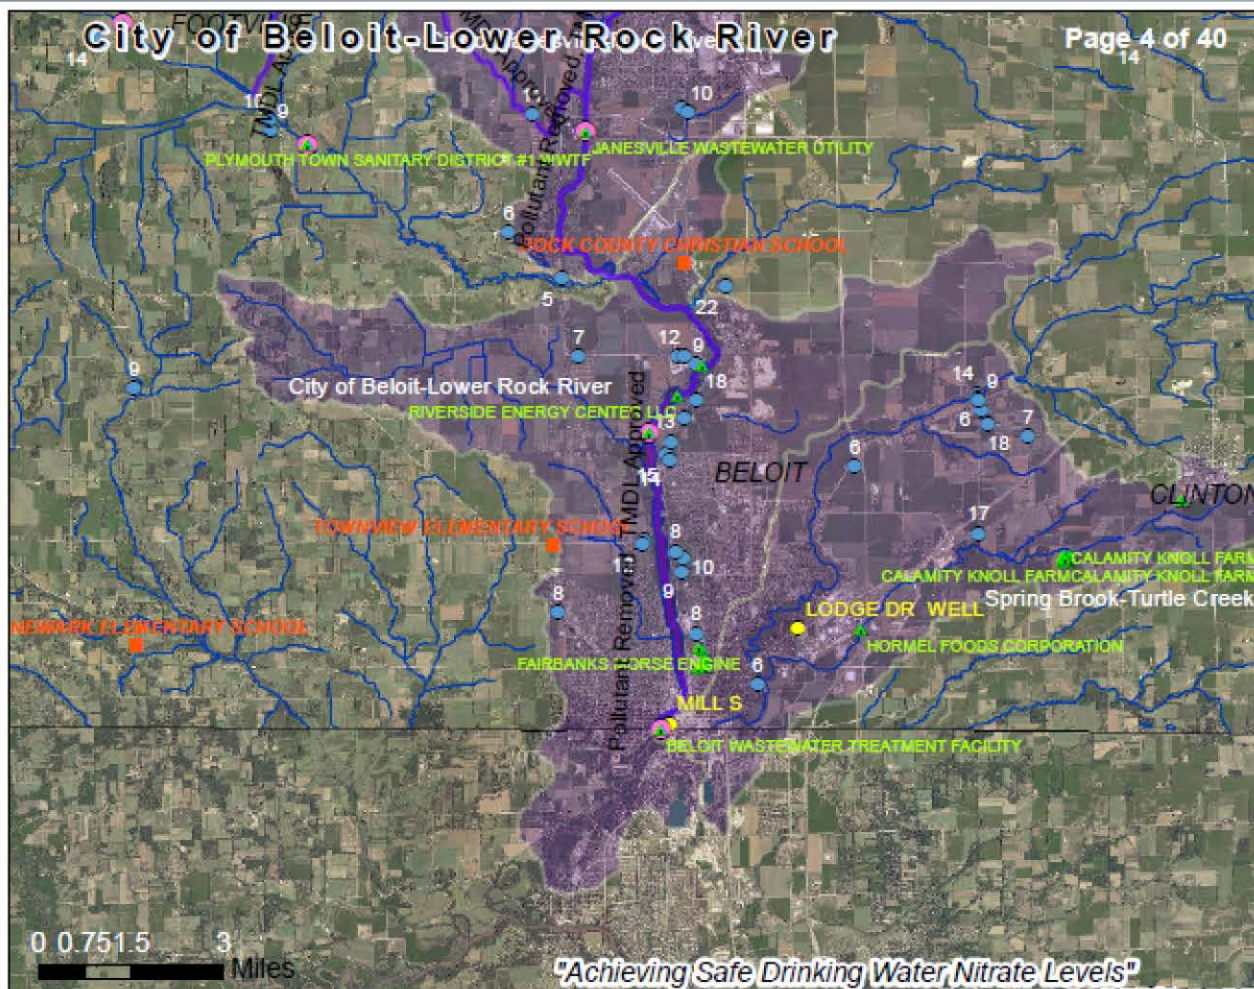 FOOTVILLE
City of Beloit-Lower Rock River
Page 4 of 40
14
14
10
10
9
PLYMOUTH TOWN SANITARY DISTRICT #1 WWTF
JANESVILLE WASTEWATER UTILITY
6
ROCK COUNTY CHRISTIAN SCHOOL
5
22
7
12
9
9
14
9
City of Beloit-Lower Rock River
18
RIVERSIDE ENERGY CENTER LLC
13
6
7
18
6
BELOIT
15
CLINTON
17
TOWNVIEW ELEMENTARY SCHOOL
8
10
CALAMITY KNOLL FARM
CALAMITY KNOLL FARMCALAMITY KNOLL FARM
8
9
Spring Brook-Turtle Creek
LODGE DR WELL
NEWARK ELEMENTARY SCHOOL
8
HORMEL FOODS CORPORATION
FAIRBANKS MORSE ENGINE
6
MILL S
BELOIT WASTEWATER TREATMENT FACILITY
Pollutant Removed, TMDL Approved
0 0.751.5 3
Miles
"Achieving Safe Drinking Water Nitrate Levels"